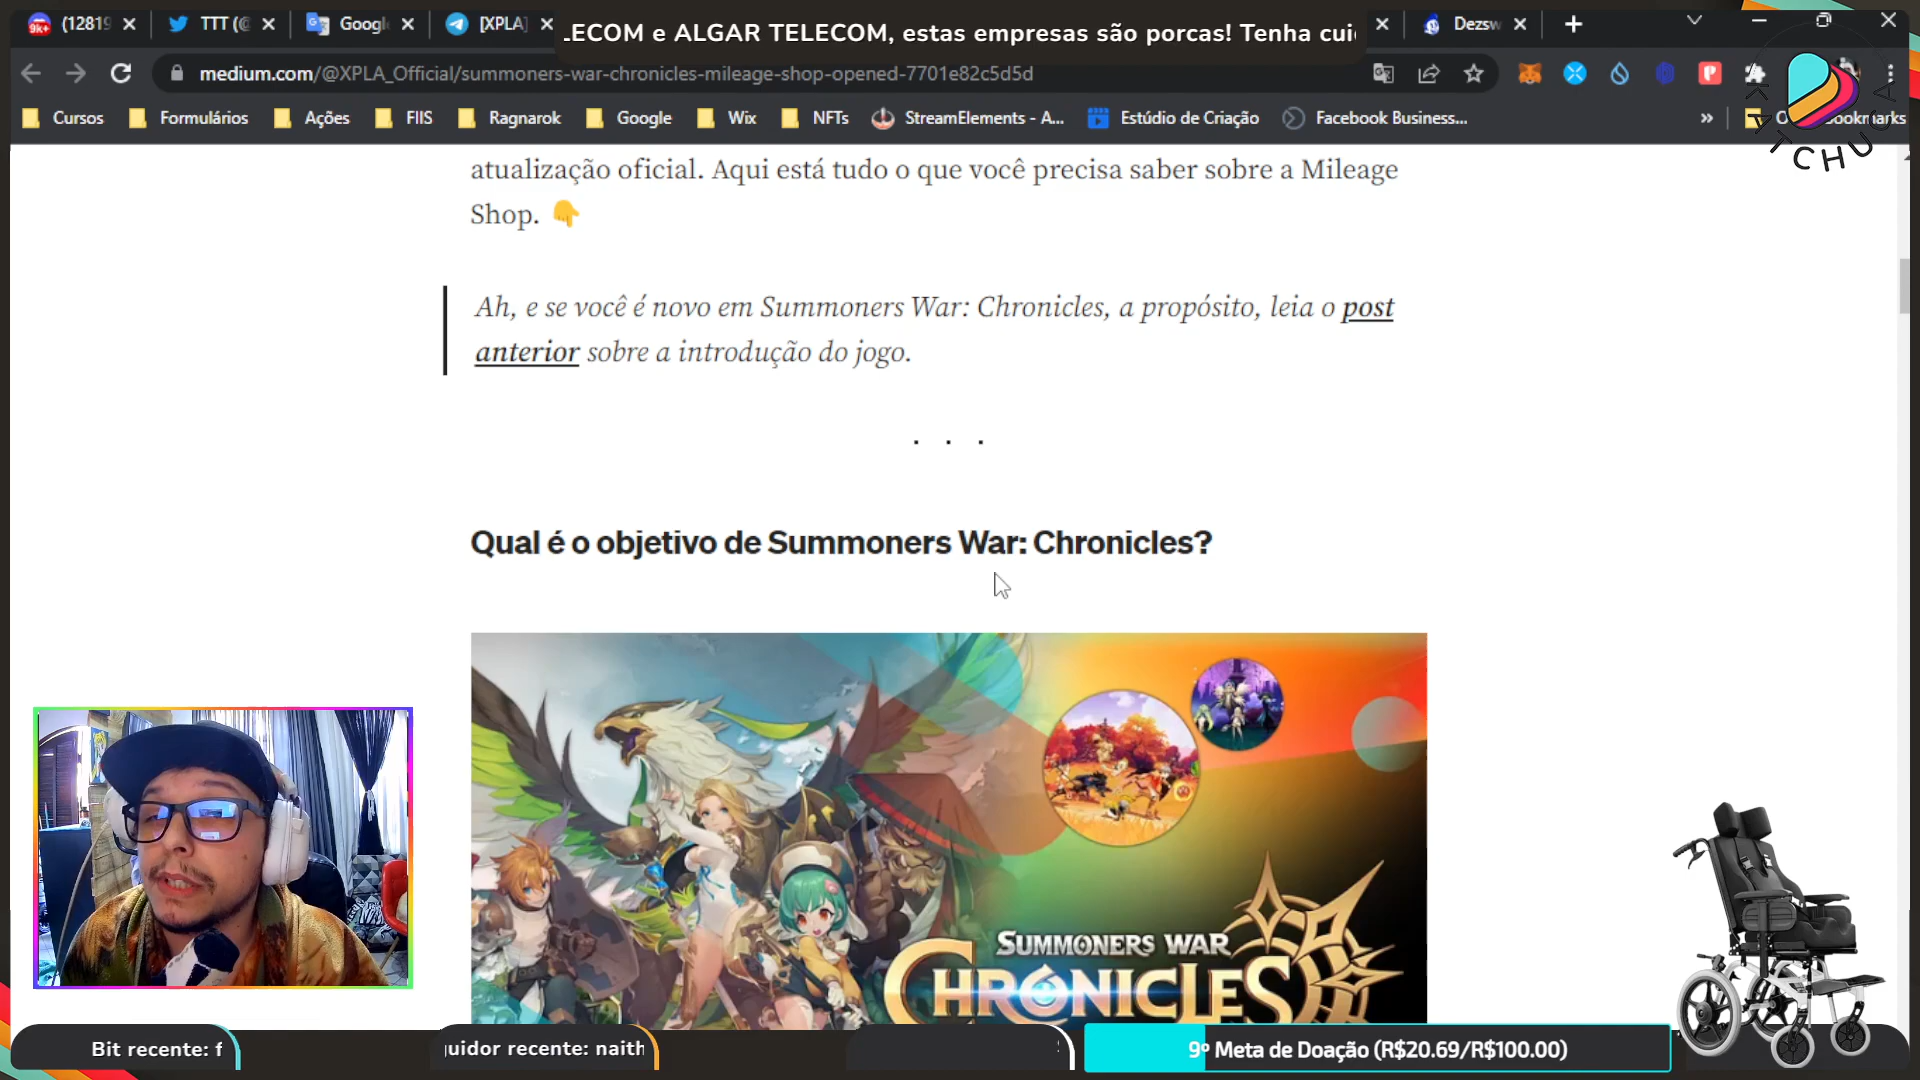 (12819
TTT (@
Googl
[XPLA]
LECOM e ALGAR TELECOM, estas empresas são porcas! Tenha cuid
Dezsw
medium.com/@XPLA_Official/summoners-war-chronicles-mileage-shop-opened-7701e82c5d5d
Cursos
Formulários
Ações
FIIS
Ragnarok
Google
Wix
NFTs
StreamElements - A...
Estúdio de Criação
Facebook Business...
»
TCHU
atualização oficial. Aqui está tudo o que você precisa saber sobre a Mileage
Shop. 👇
Ah, e se você é novo em Summoners War: Chronicles, a propósito, leia o post
anterior sobre a introdução do jogo.
. . .
Qual é o objetivo de Summoners War: Chronicles?
SUMMONERS WAR
CHRONICLES
Bit recente: f
guidor recente: naith
9º Meta de Doação (R$20.69/R$100.00)